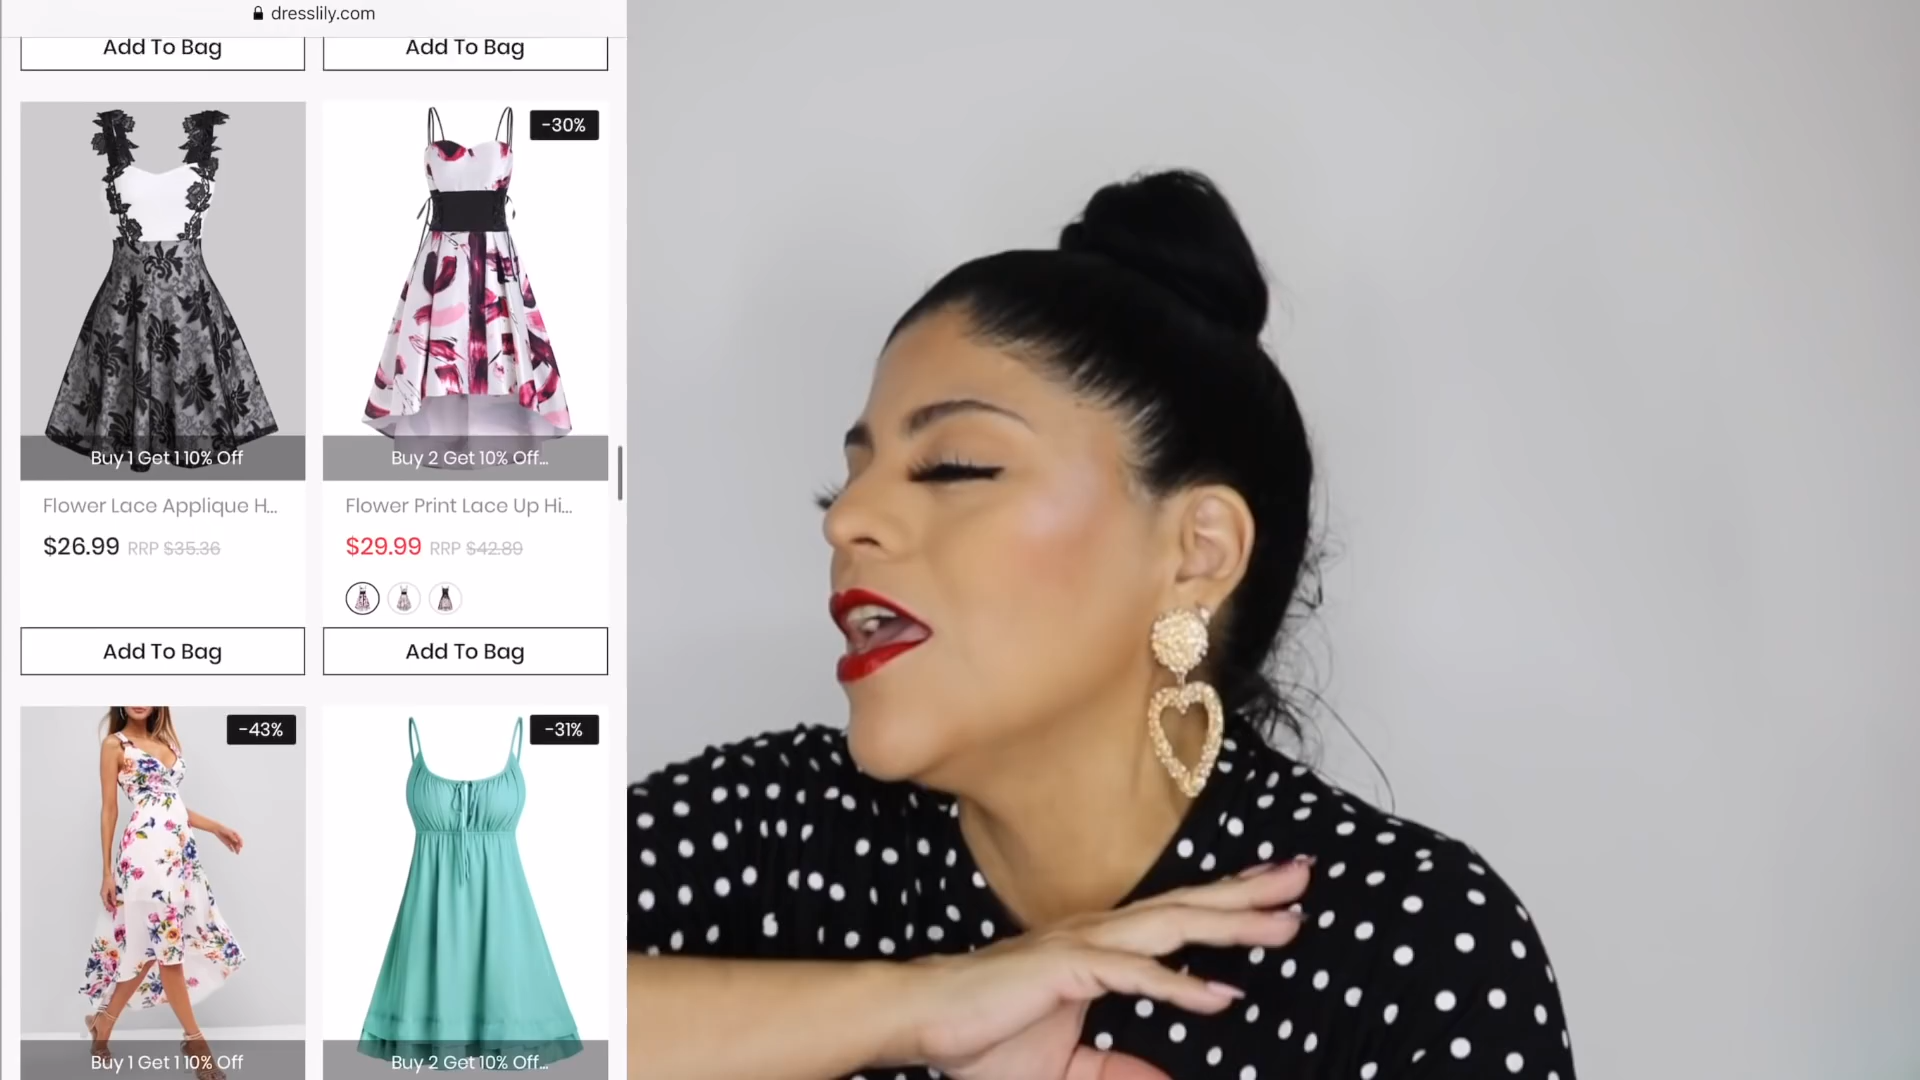 dresslily.com
Add To Bag
Add To Bag
-30%
Buy 1 Get 1 10% Off
Buy 2 Get 10% Off...
Flower Lace Applique H...
Flower Print Lace Up Hi...
$26.99 RRP $35.36
$29.99 RRP $42.89
Add To Bag
Add To Bag
-43%
-31%
Buy 1 Get 1 10% Off
Buy 2 Get 10% Off...